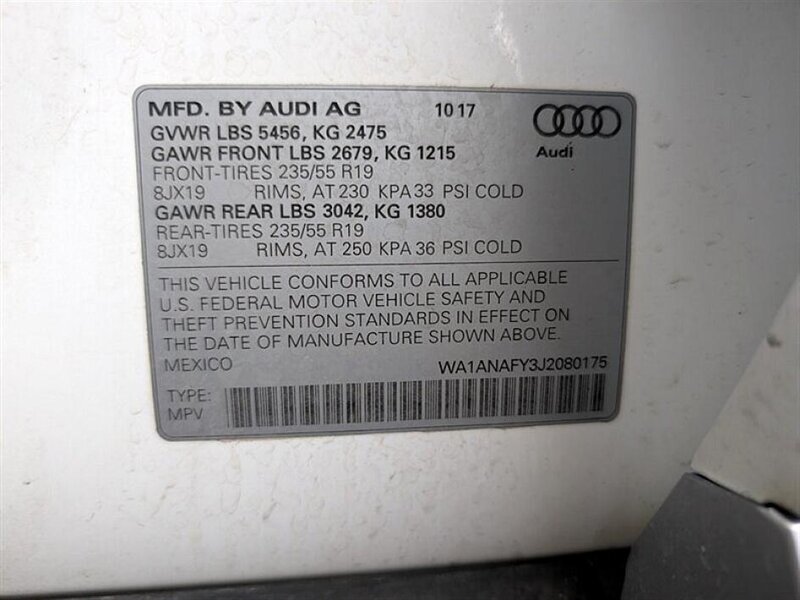 MFD. BY AUDI AG 10 17
GVWR LBS 5456, KG 2475
GAWR FRONT LBS 2679, KG 1215
Audi
FRONT-TIRES 235/55 R19
8JX19 RIMS, AT 230 KPA 33 PSI COLD
GAWR REAR LBS 3042, KG 1380
REAR-TIRES 235/55 R19
8JX19 RIMS, AT 250 KPA 36 PSI COLD
THIS VEHICLE CONFORMS TO ALL APPLICABLE
U.S. FEDERAL MOTOR VEHICLE SAFETY AND
THEFT PREVENTION STANDARDS IN EFFECT ON
THE DATE OF MANUFACTURE SHOWN ABOVE.
MEXICO WA1ANAFY3J2080175
TYPE:
MPV